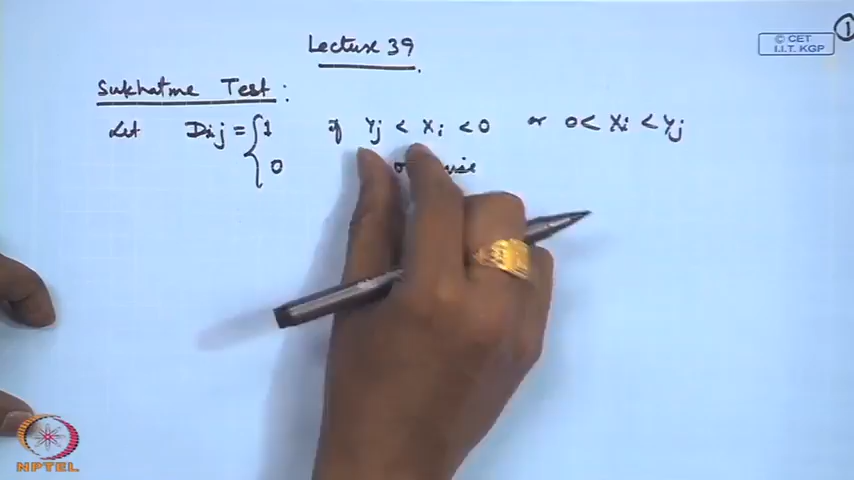 Lecture 39
© CET
I.I.T. KGP
1
Sukhatme Test:
Let Dij = { 1 if Yj < Xi < 0 or 0 < Xi < Yj
0
NPTEL